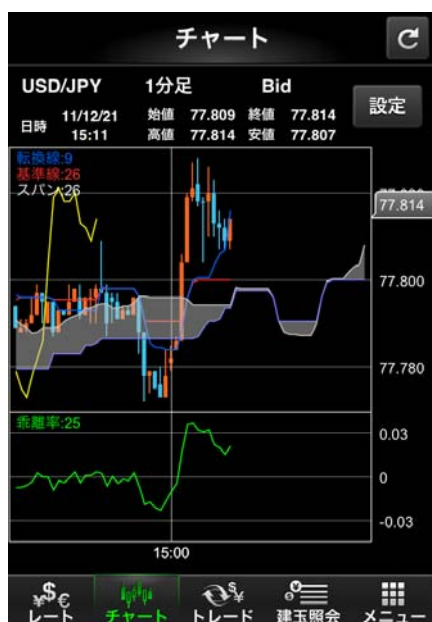 チャート
USD/JPY 1分足 Bid
日時 11/12/21 15:11 始値 77.809 終値 77.814
高値 77.814 安値 77.807
設定
転換線:9
基準線:26
スパン:26
77.814
77.800
77.780
乖離率:25
0.03
0
-0.03
15:00
レート チャート トレード 建玉照会 メニュー